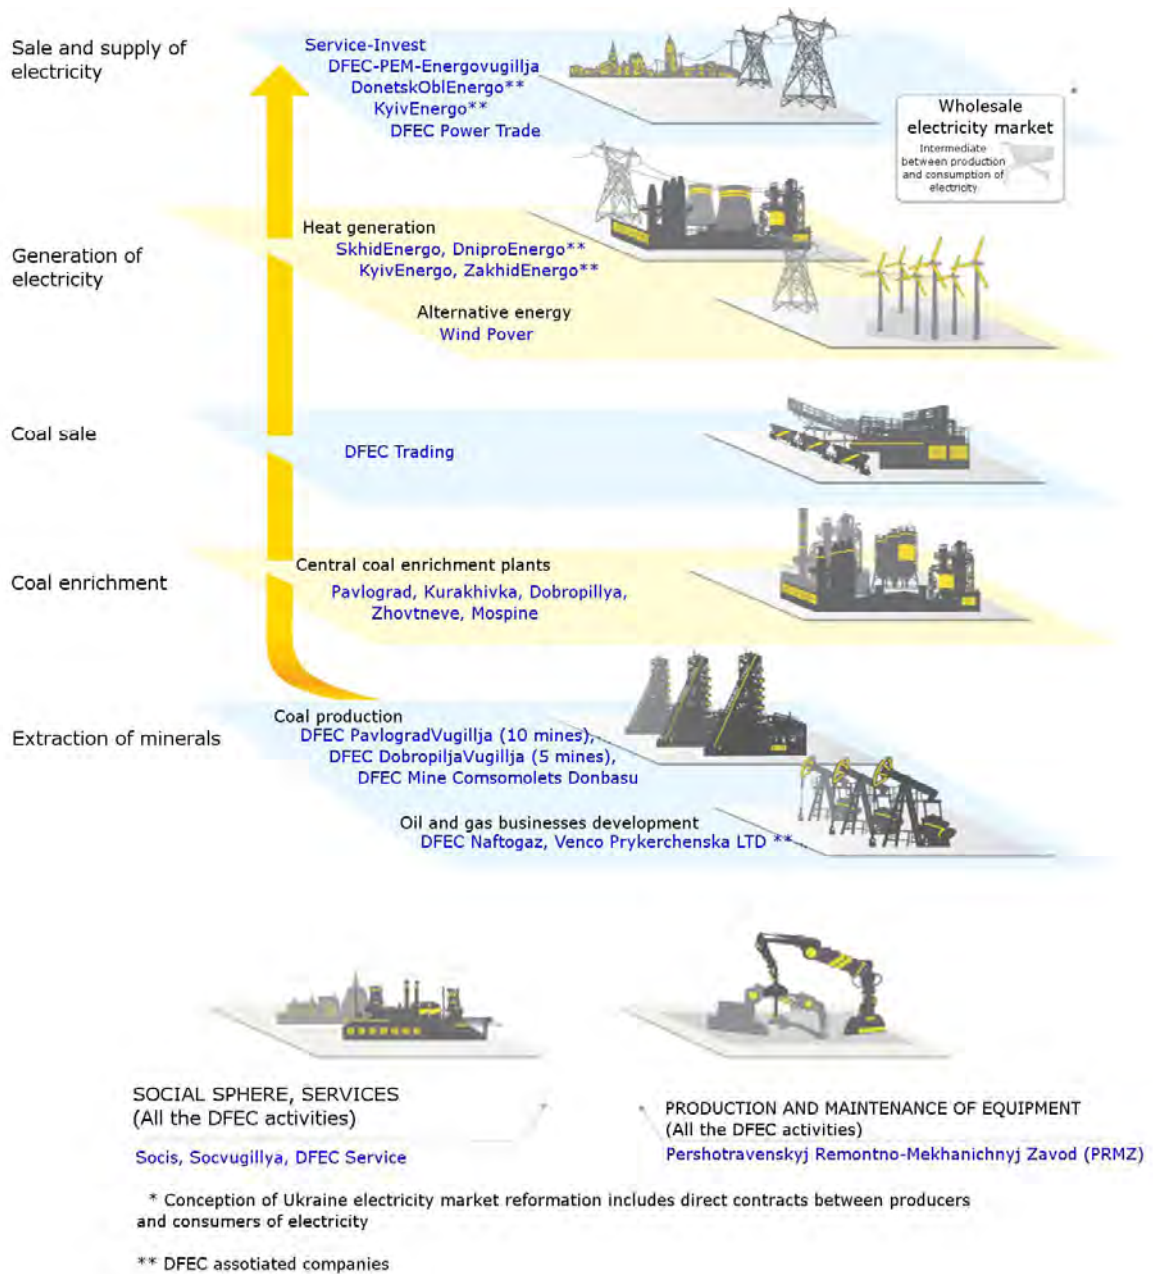 Sale and supply of
electricity
Service-Invest
DFEC-PEM-Energovugillja
DonetskOblEnergo**
KyivEnergo**
DFEC Power Trade
*
Wholesale
electricity market
Intermediate
between production
and consumption of
electricity
Generation of
electricity
Heat generation
SkhidEnergo, DniproEnergo**
KyivEnergo, ZakhidEnergo**
Alternative energy
Wind Pover
Coal sale
DFEC Trading
Coal enrichment
Central coal enrichment plants
Pavlograd, Kurakhivka, Dobropillya,
Zhovtneve, Mospine
Extraction of minerals
Coal production
DFEC PavlogradVugillja (10 mines),
DFEC DobropiljaVugillja (5 mines),
DFEC Mine Comsomolets Donbasu
Oil and gas businesses development
DFEC Naftogaz, Venco Prykerchenska LTD **
SOCIAL SPHERE, SERVICES
(All the DFEC activities)
Socis, Socvugillya, DFEC Service
PRODUCTION AND MAINTENANCE OF EQUIPMENT
(All the DFEC activities)
Pershotravenskyj Remontno-Mekhanichnyj Zavod (PRMZ)
* Conception of Ukraine electricity market reformation includes direct contracts between producers
and consumers of electricity
** DFEC assotiated companies